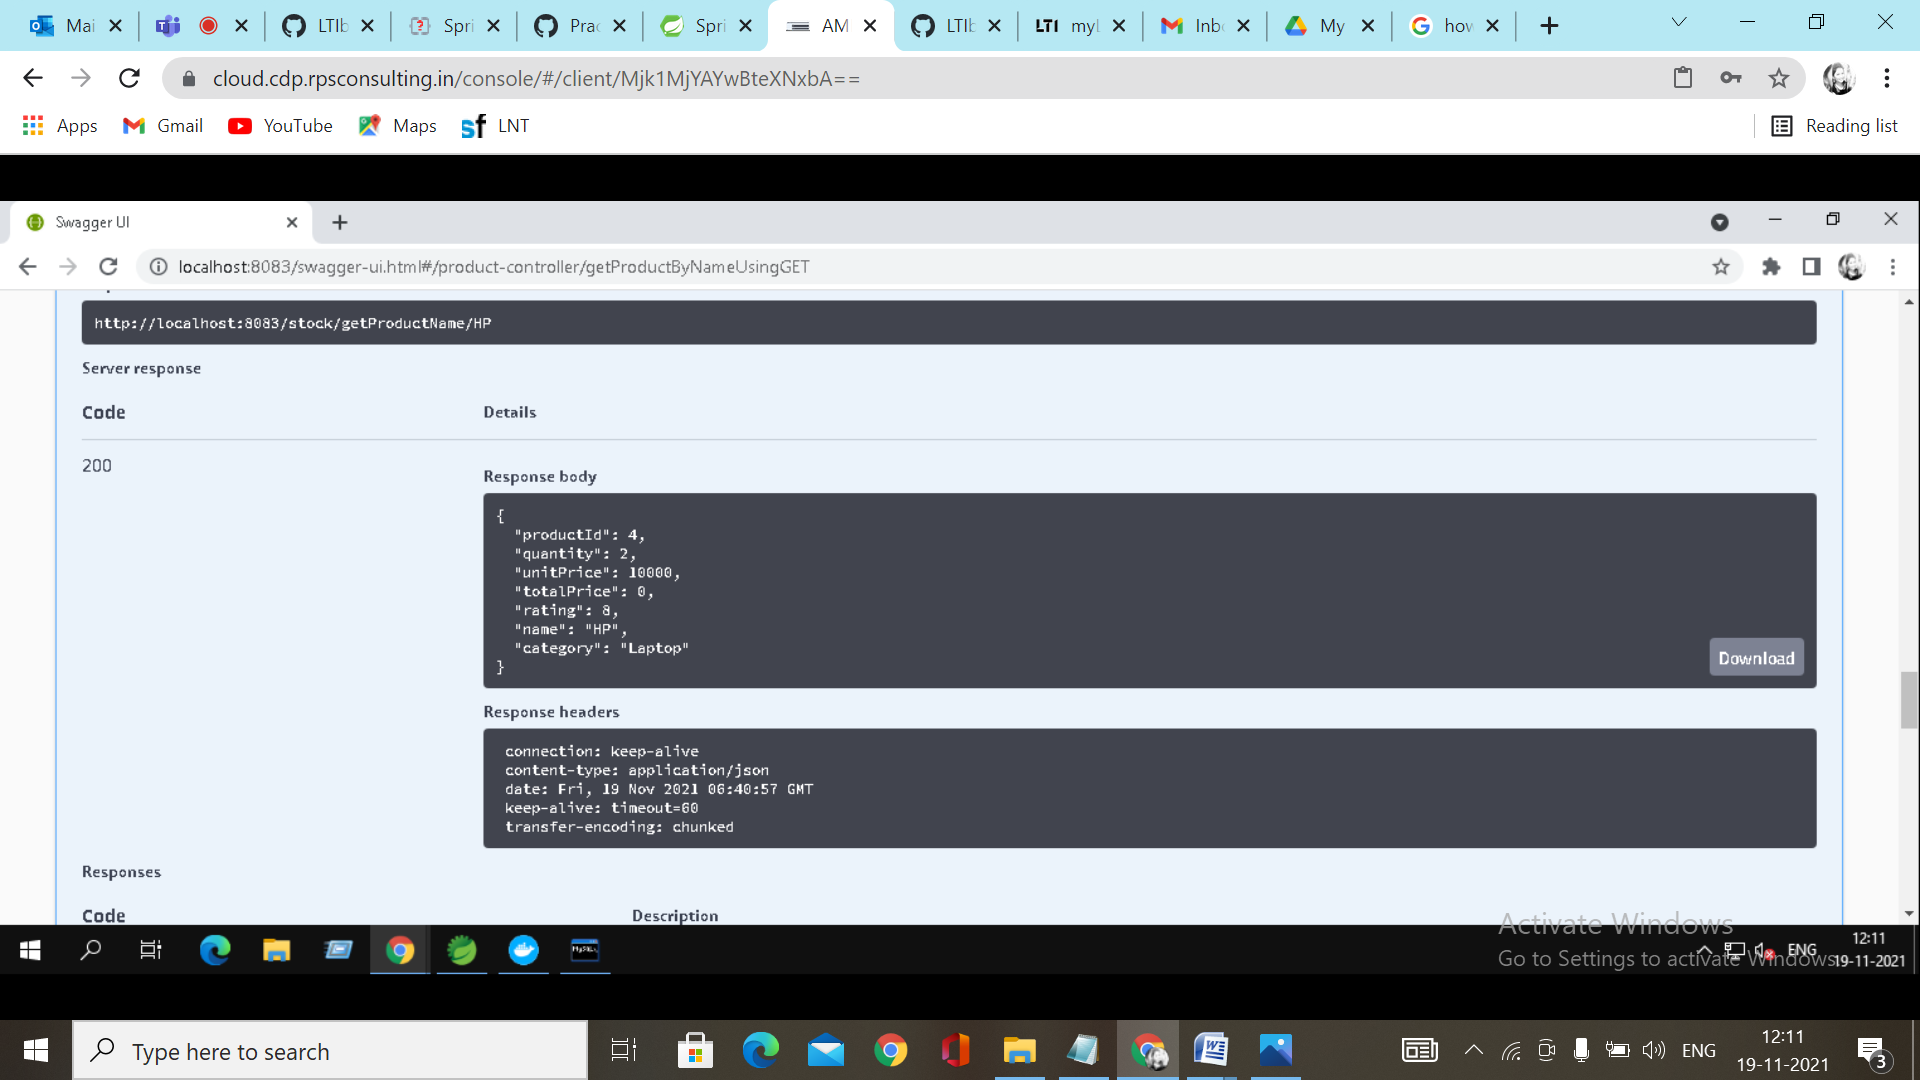 Mai
LTIb
Spri
Prac
Spri
AM
LTIb
LTI myl
Inbo
My
how
cloud.cdp.rpsconsulting.in/console/#/client/Mjk1MjYAYwBteXNxbA==
Apps Gmail YouTube Maps LNT Reading list
Swagger UI
localhost:8083/swagger-ui.html#/product-controller/getProductByNameUsingGET
http://localhost:8083/stock/getProductName/HP
Server response
Code Details
200
Response body
{
"productId": 4,
"quantity": 2,
"unitPrice": 10000,
"totalPrice": 0,
"rating": 8,
"name": "HP",
"category": "Laptop"
}
Download
Response headers
connection: keep-alive
content-type: application/json
date: Fri, 19 Nov 2021 06:40:57 GMT
keep-alive: timeout=60
transfer-encoding: chunked
Responses
Code Description
Activate Windows
Go to Settings to activate Windows.
ENG
12:11
19-11-2021
Type here to search
ENG
12:11
19-11-2021
3